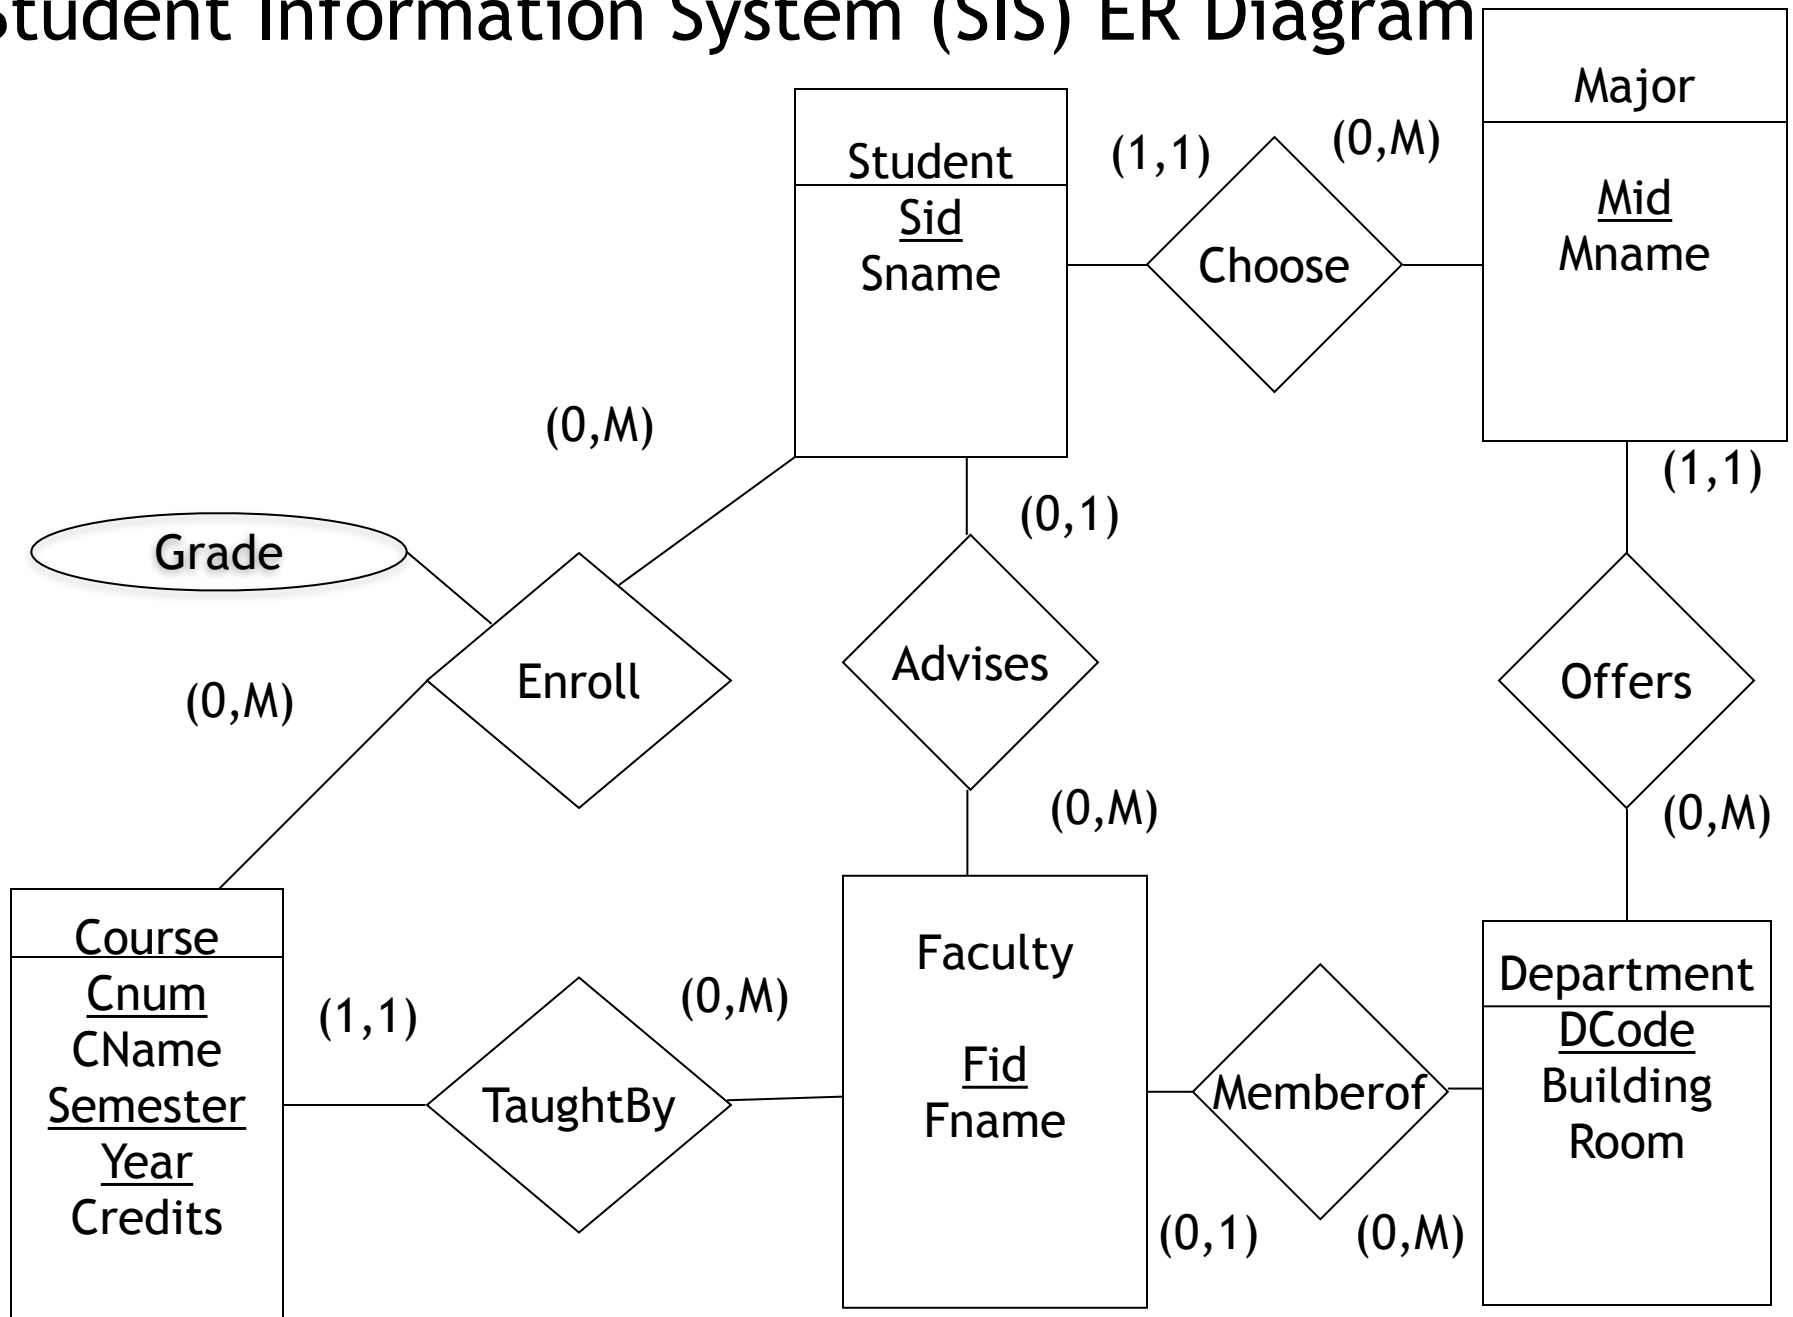 Student Information System (SIS) ER Diagram
Major
Mid
Mname
Student
Sid
Sname
(1,1)
(0,M)
Choose
(0,M)
(0,1)
(1,1)
Grade
Enroll
Advises
Offers
(0,M)
(0,M)
(0,M)
Course
Cnum
CName
Semester
Year
Credits
(1,1)
(0,M)
TaughtBy
Faculty
Fid
Fname
Memberof
(0,1)
(0,M)
Department
DCode
Building
Room